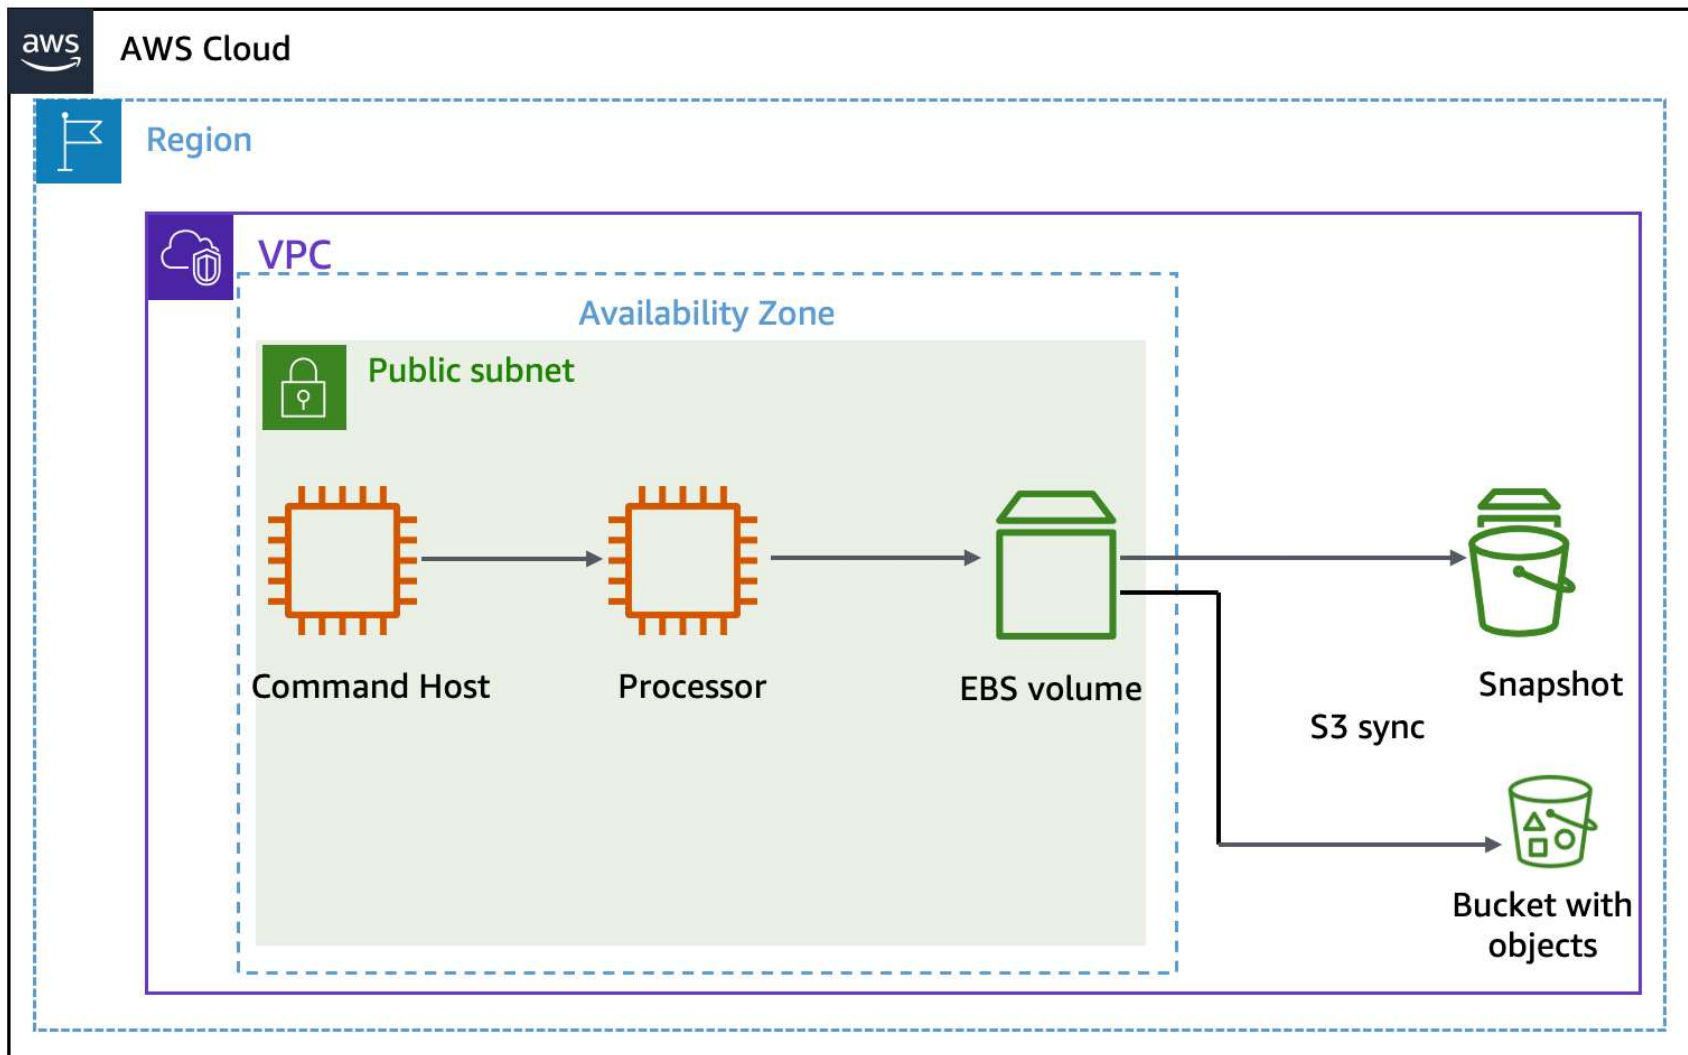 aws
AWS Cloud
Region
VPC
Availability Zone
Public subnet
Command Host
Processor
EBS volume
Snapshot
S3 sync
Bucket with
objects